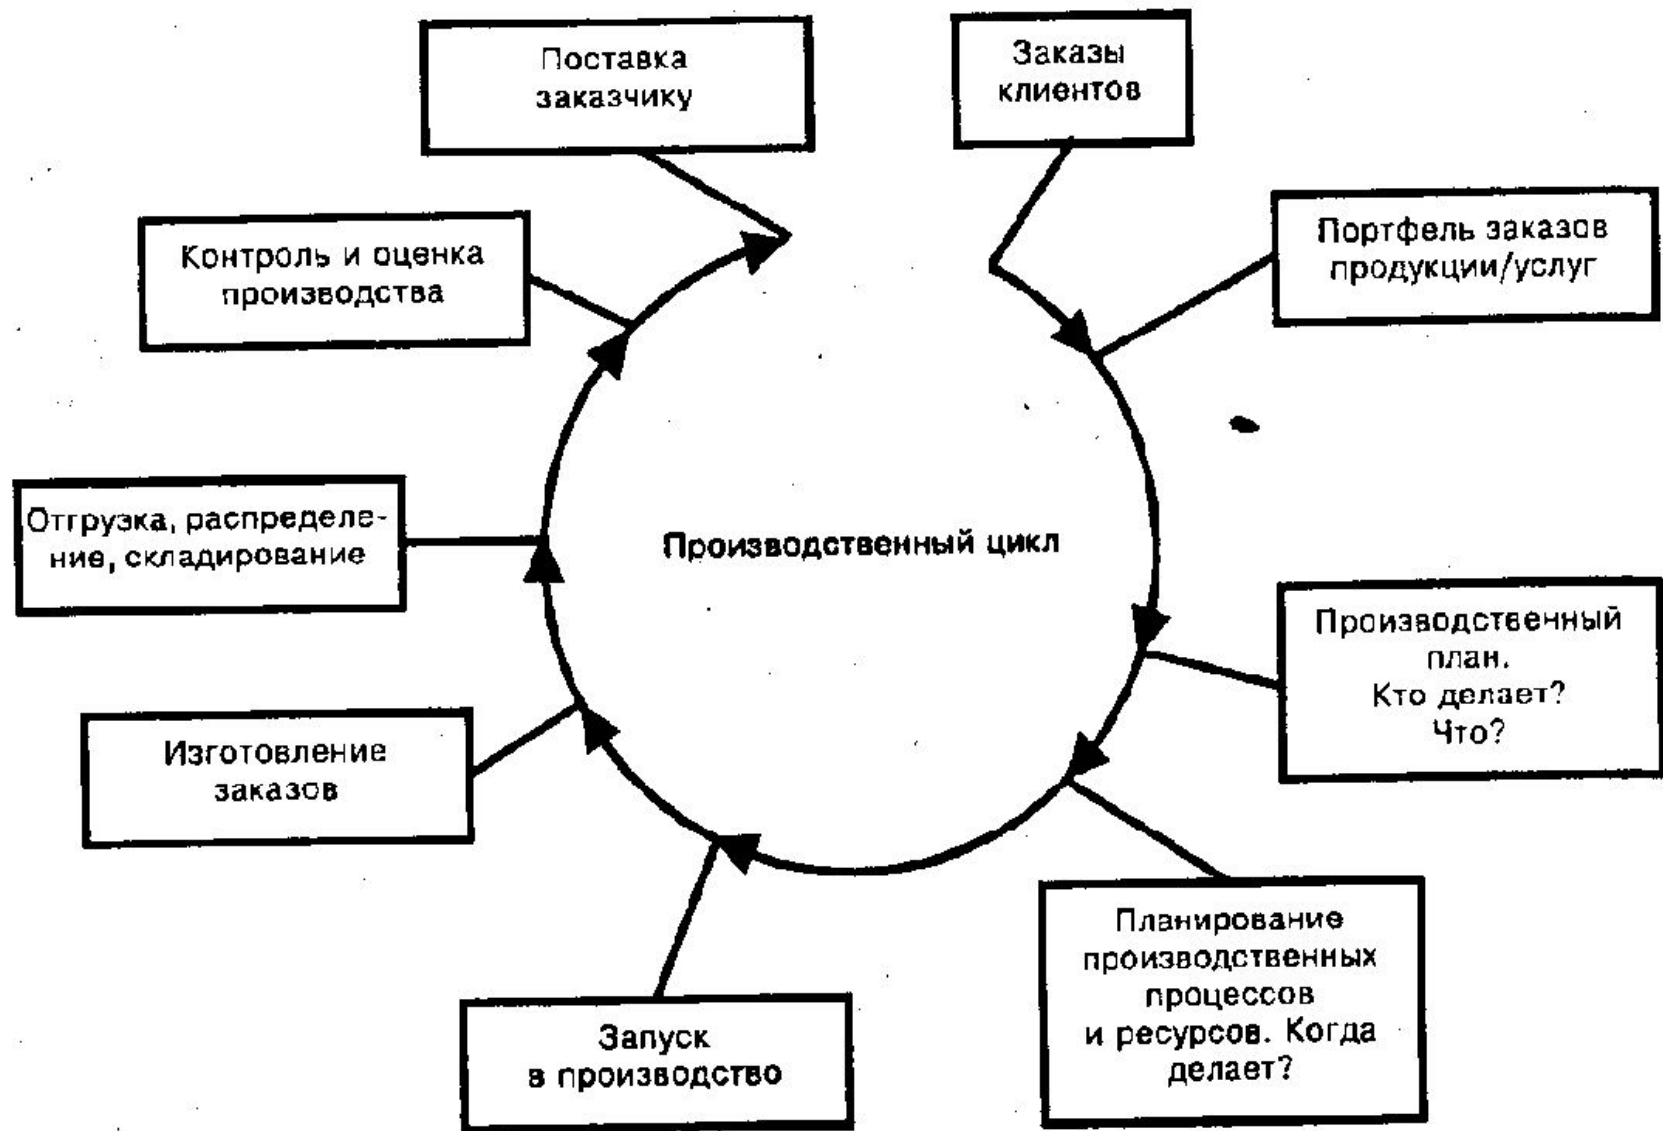 Поставка
заказчику
Заказы
клиентов
Контроль и оценка
производства
Портфель заказов
продукции/услуг
Отгрузка, распределе-
ние, складирование
Производственный цикл
Производственный
план.
Кто делает?
Что?
Изготовление
заказов
Планирование
производственных
процессов
и ресурсов. Когда
делает?
Запуск
в производство